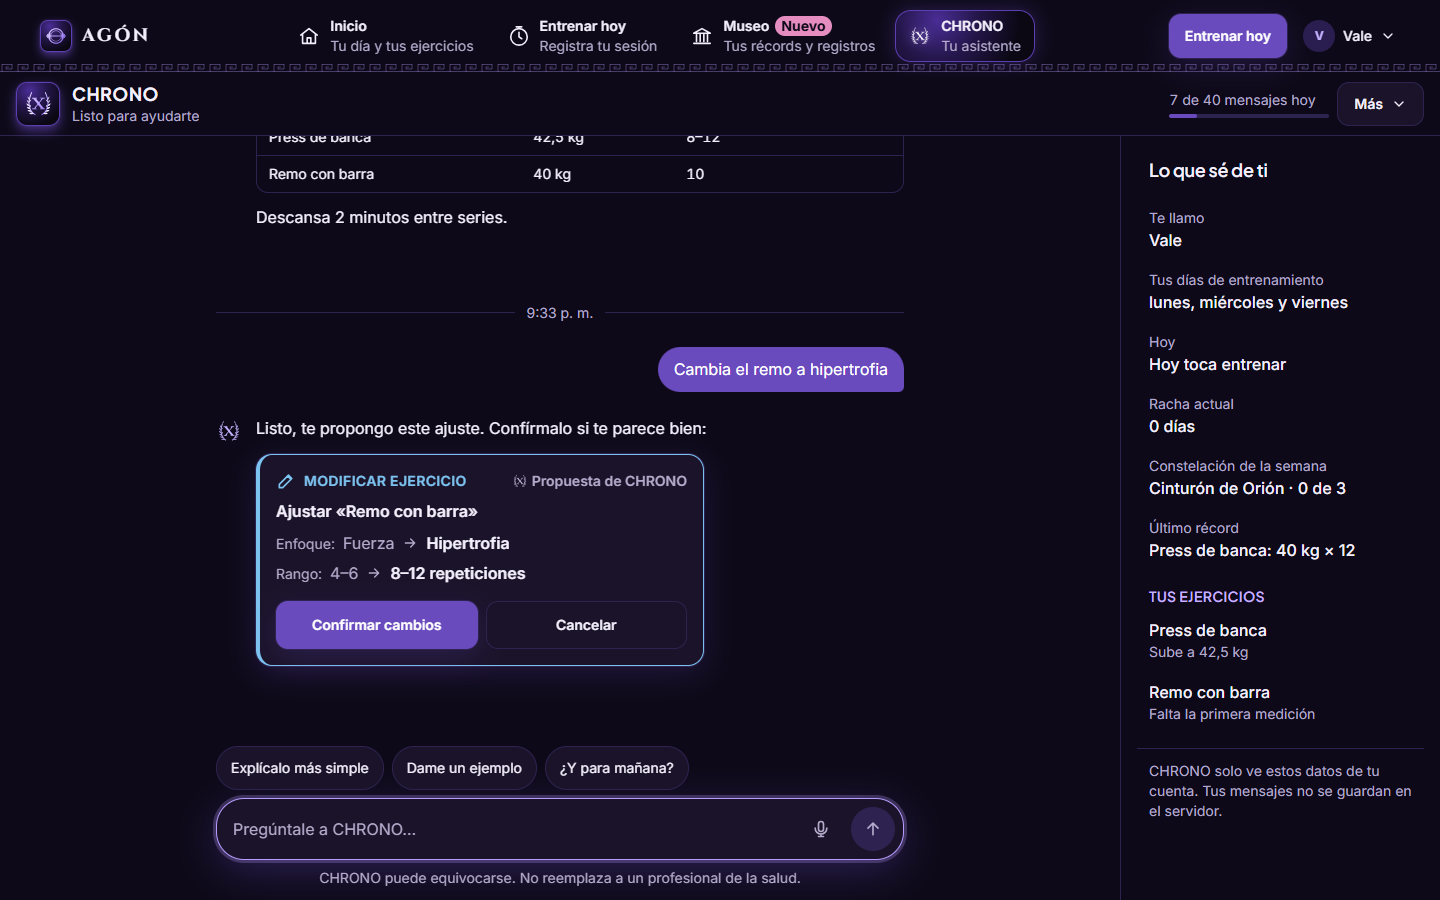 AGÓN
Inicio
Tu día y tus ejercicios
Entrenar hoy
Registra tu sesión
Museo Nuevo
Tus récords y registros
CHRONO
Tu asistente
Entrenar hoy
V Vale
CHRONO
Listo para ayudarte
7 de 40 mensajes hoy
Más
Press de banca 42,5 kg 8–12
Remo con barra 40 kg 10
Descansa 2 minutos entre series.
9:33 p. m.
Cambia el remo a hipertrofia
Listo, te propongo este ajuste. Confírmalo si te parece bien:
MODIFICAR EJERCICIO Propuesta de CHRONO
Ajustar «Remo con barra»
Enfoque: Fuerza → Hipertrofia
Rango: 4–6 → 8–12 repeticiones
Confirmar cambios Cancelar
Explícalo más simple Dame un ejemplo ¿Y para mañana?
Pregúntale a CHRONO...
CHRONO puede equivocarse. No reemplaza a un profesional de la salud.
Lo que sé de ti
Te llamo
Vale
Tus días de entrenamiento
lunes, miércoles y viernes
Hoy
Hoy toca entrenar
Racha actual
0 días
Constelación de la semana
Cinturón de Orión · 0 de 3
Último récord
Press de banca: 40 kg × 12
TUS EJERCICIOS
Press de banca
Sube a 42,5 kg
Remo con barra
Falta la primera medición
CHRONO solo ve estos datos de tu
cuenta. Tus mensajes no se guardan en
el servidor.